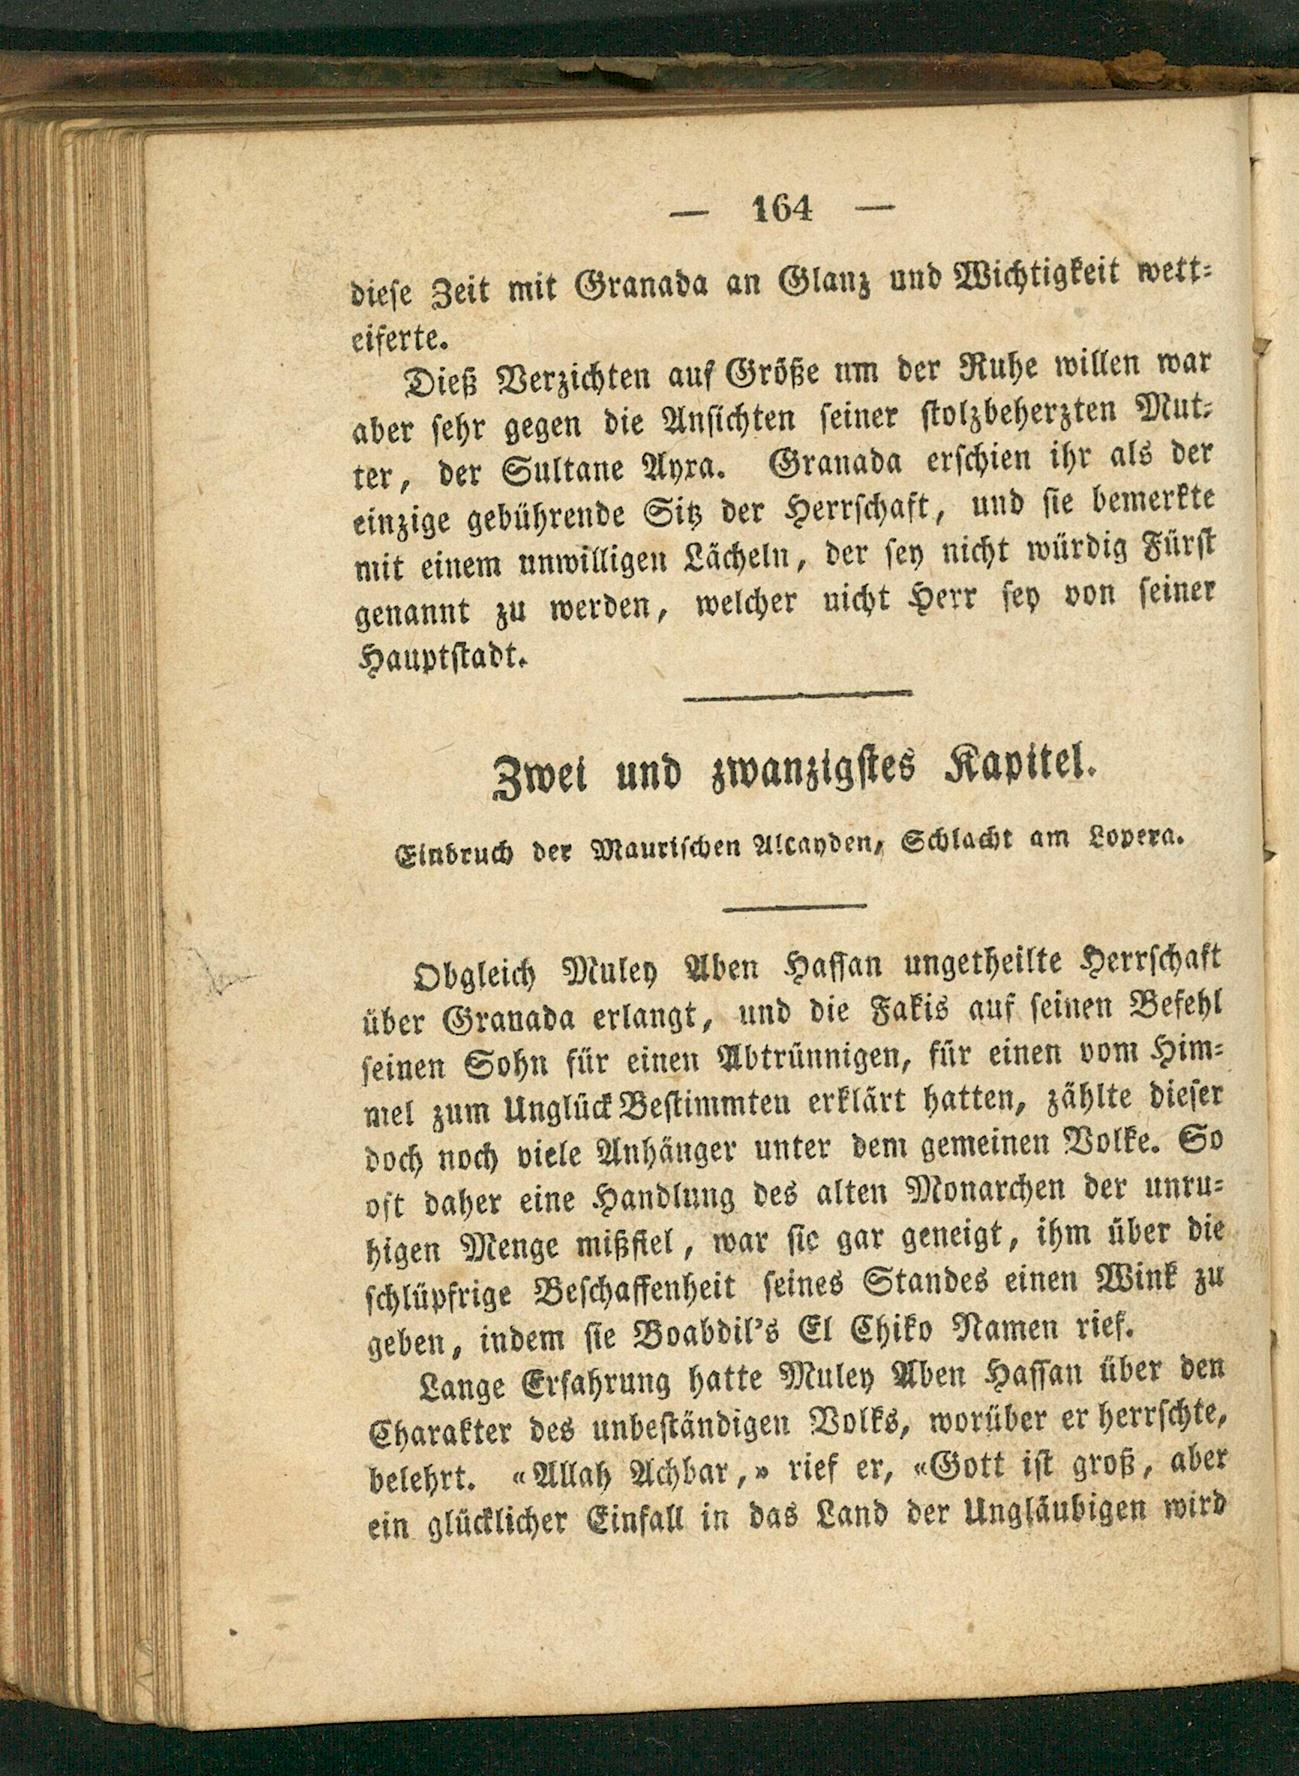 — 164 —
diese Zeit mit Granada an Glanz und Wichtigkeit wett-
eiferte.
Dieß Verzichten auf Größe um der Ruhe willen war
aber sehr gegen die Ansichten seiner stolzbeherzten Mut-
ter, der Sultane Ayxa. Granada erschien ihr als der
einzige gebührende Sitz der Herrschaft, und sie bemerkte
mit einem unwilligen Lächeln, der sey nicht würdig Fürst
genannt zu werden, welcher nicht Herr sey von seiner
Hauptstadt.
Zwei und zwanzigstes Kapitel.
Einbruch der Maurischen Alcayden, Schlacht am Lopera.
Obgleich Muley Aben Hassan ungetheilte Herrschaft
über Granada erlangt, und die Fakis auf seinen Befehl
seinen Sohn für einen Abtrünnigen, für einen vom Him-
mel zum Unglück Bestimmten erklärt hatten, zählte dieser
doch noch viele Anhänger unter dem gemeinen Volke. So
oft daher eine Handlung des alten Monarchen der unru-
higen Menge mißfiel, war sie gar geneigt, ihm über die
schlüpfrige Beschaffenheit seines Standes einen Wink zu
geben, indem sie Boabdil's El Chiko Namen rief.
Lange Erfahrung hatte Muley Aben Hassan über den
Charakter des unbeständigen Volks, worüber er herrschte,
belehrt. «Allah Achbar,» rief er, «Gott ist groß, aber
ein glücklicher Einfall in das Land der Ungläubigen wird